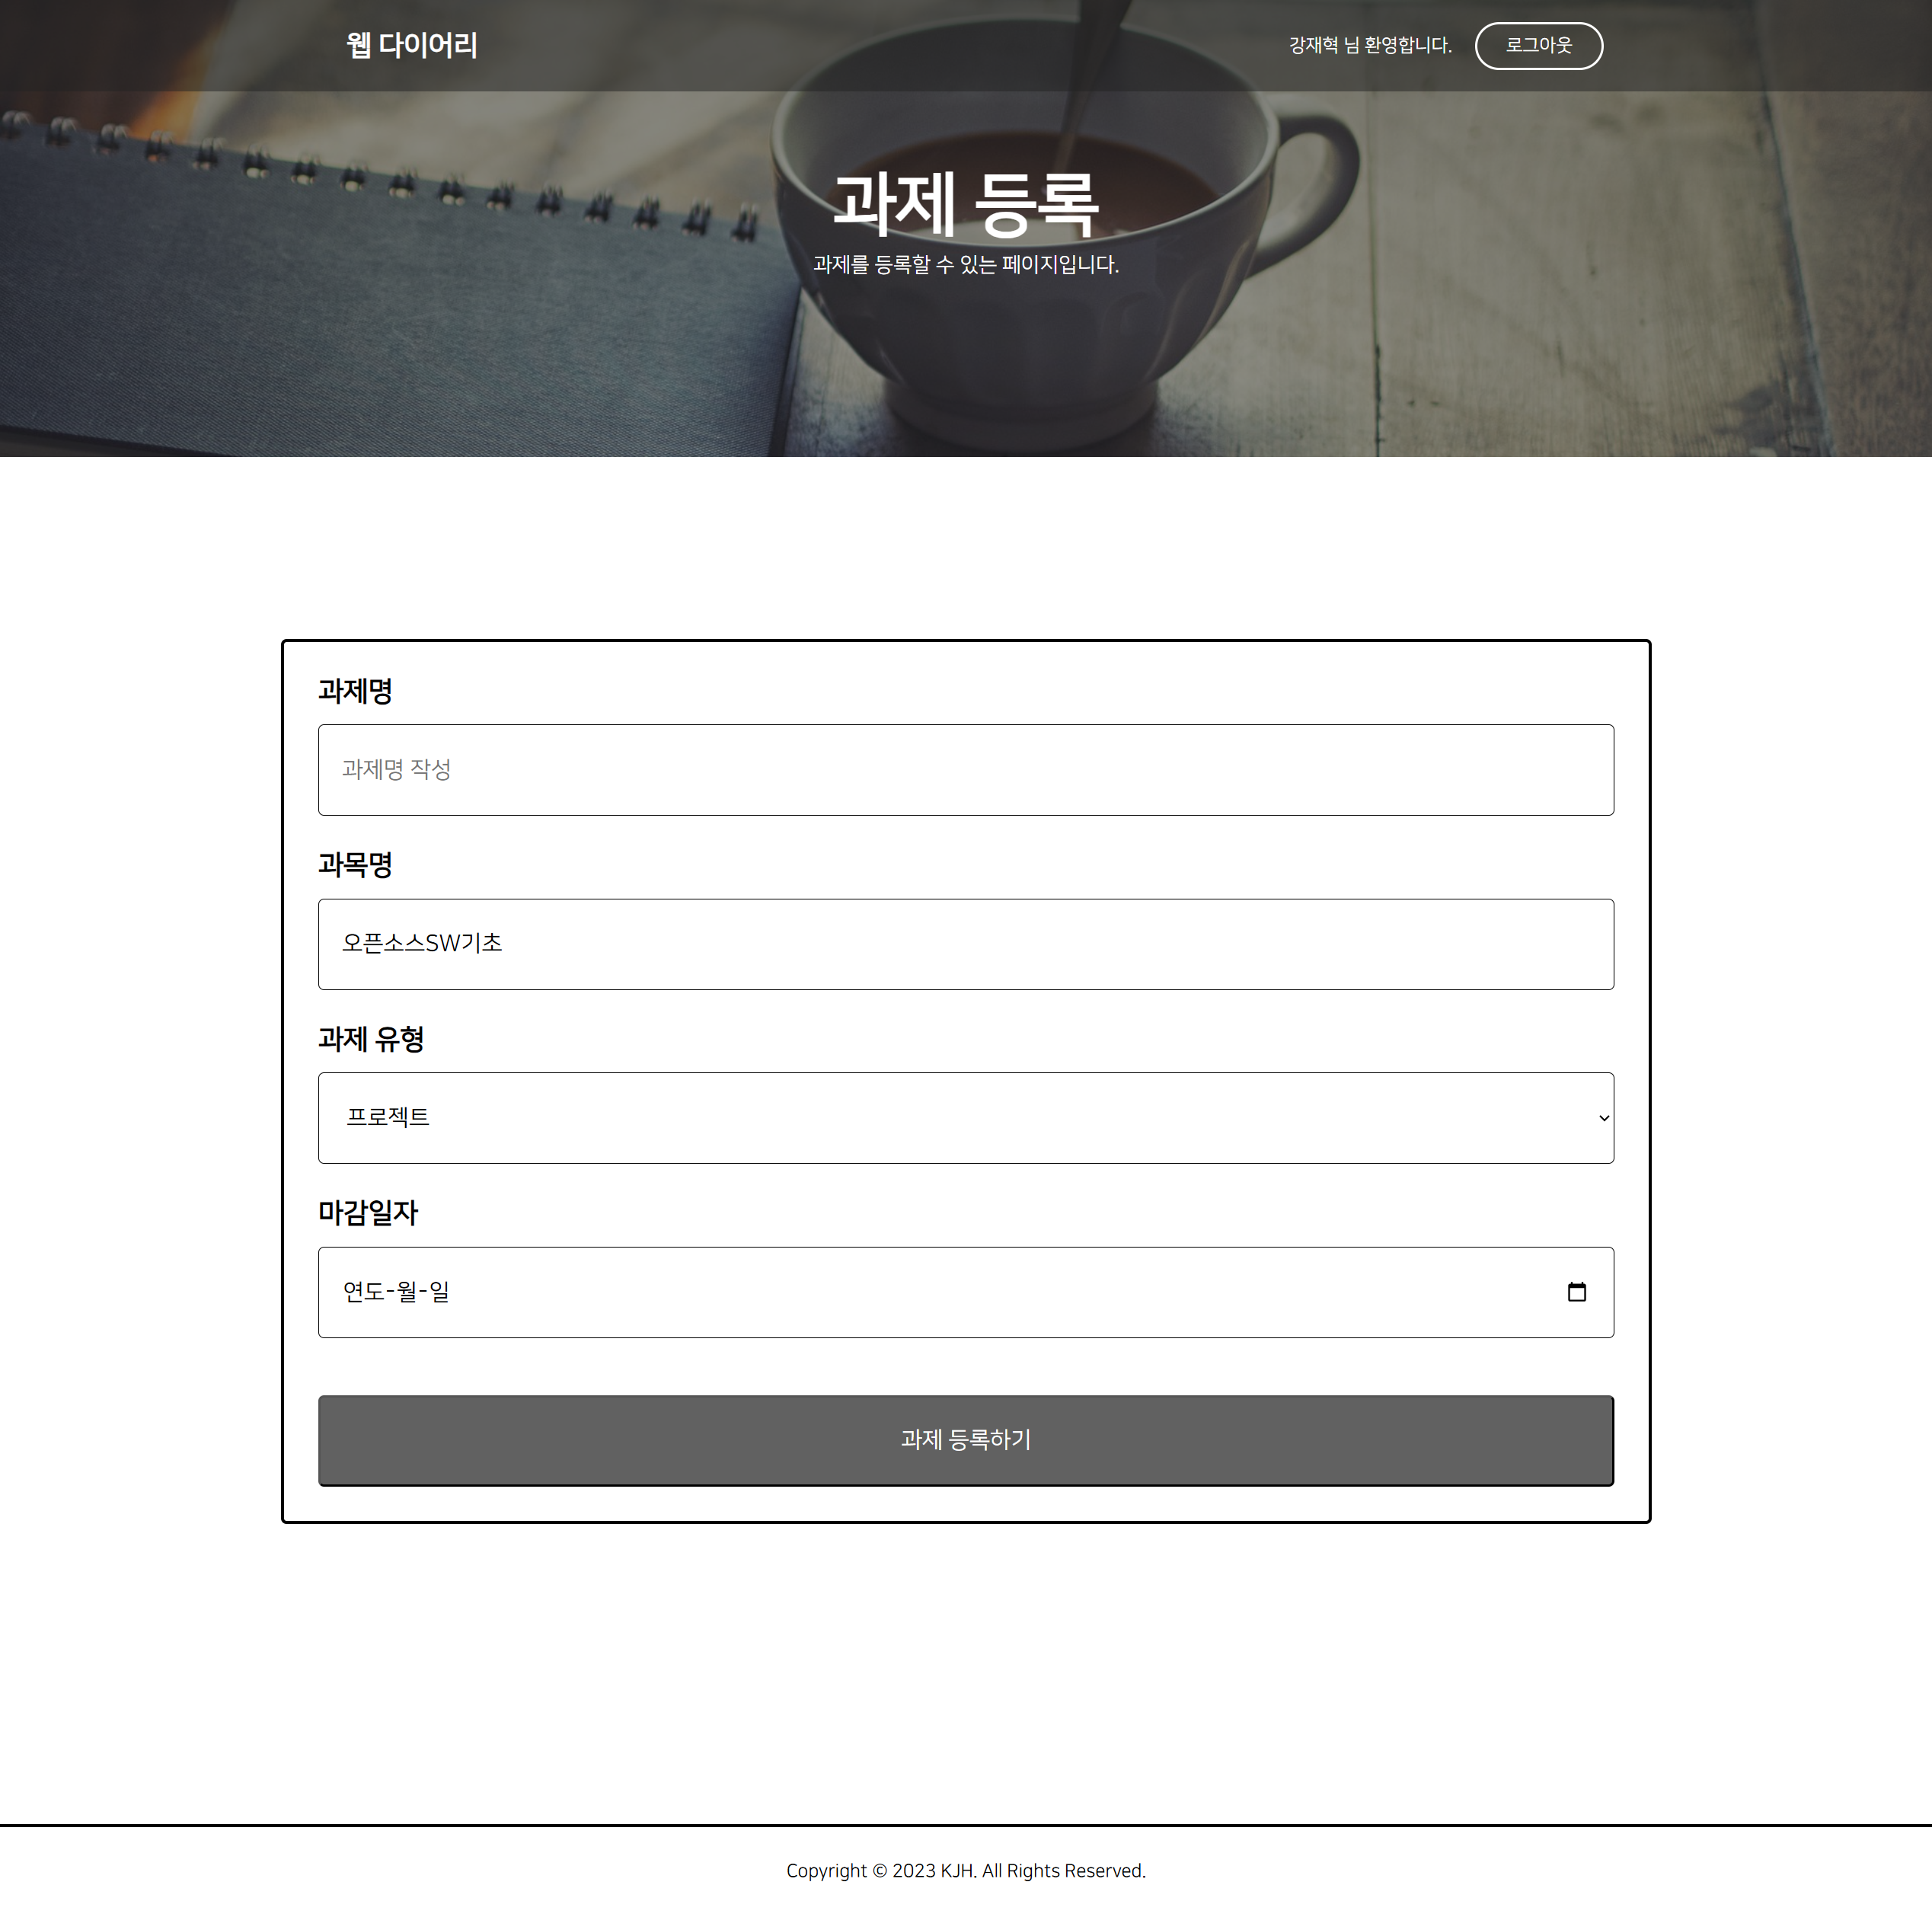 웹 다이어리
강재혁 님 환영합니다.
로그아웃
과제 등록
과제를 등록할 수 있는 페이지입니다.
과제명
과제명 작성
과목명
오픈소스SW기초
과제 유형
프로젝트
마감일자
연도-월-일
과제 등록하기
Copyright © 2023 KJH. All Rights Reserved.